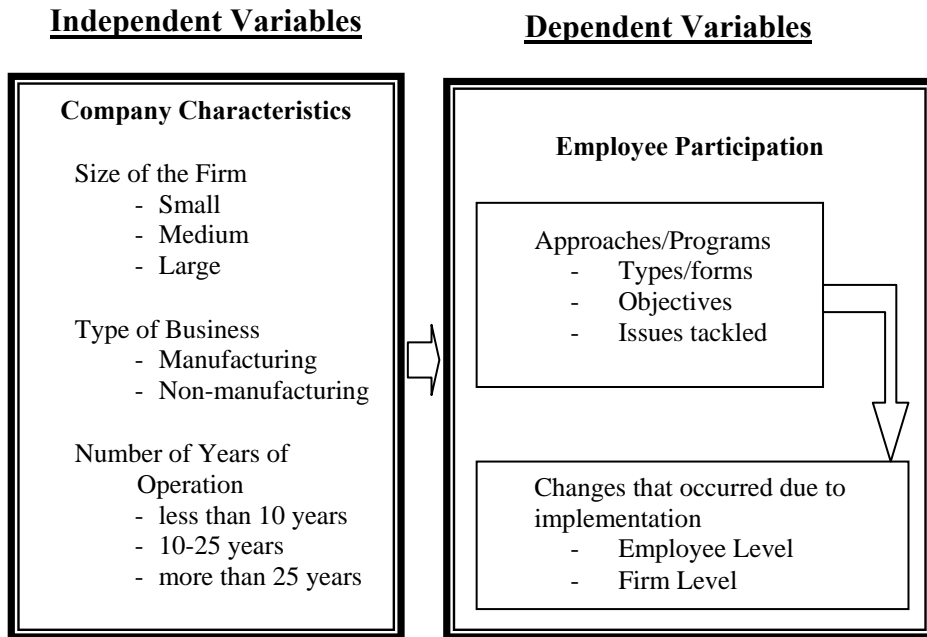 Independent Variables
Company Characteristics
Size of the Firm
- Small
- Medium
- Large
Type of Business
- Manufacturing
- Non-manufacturing
Number of Years of
Operation
- less than 10 years
- 10-25 years
- more than 25 years
Dependent Variables
Employee Participation
Approaches/Programs
- Types/forms
- Objectives
- Issues tackled
Changes that occurred due to
implementation
- Employee Level
- Firm Level